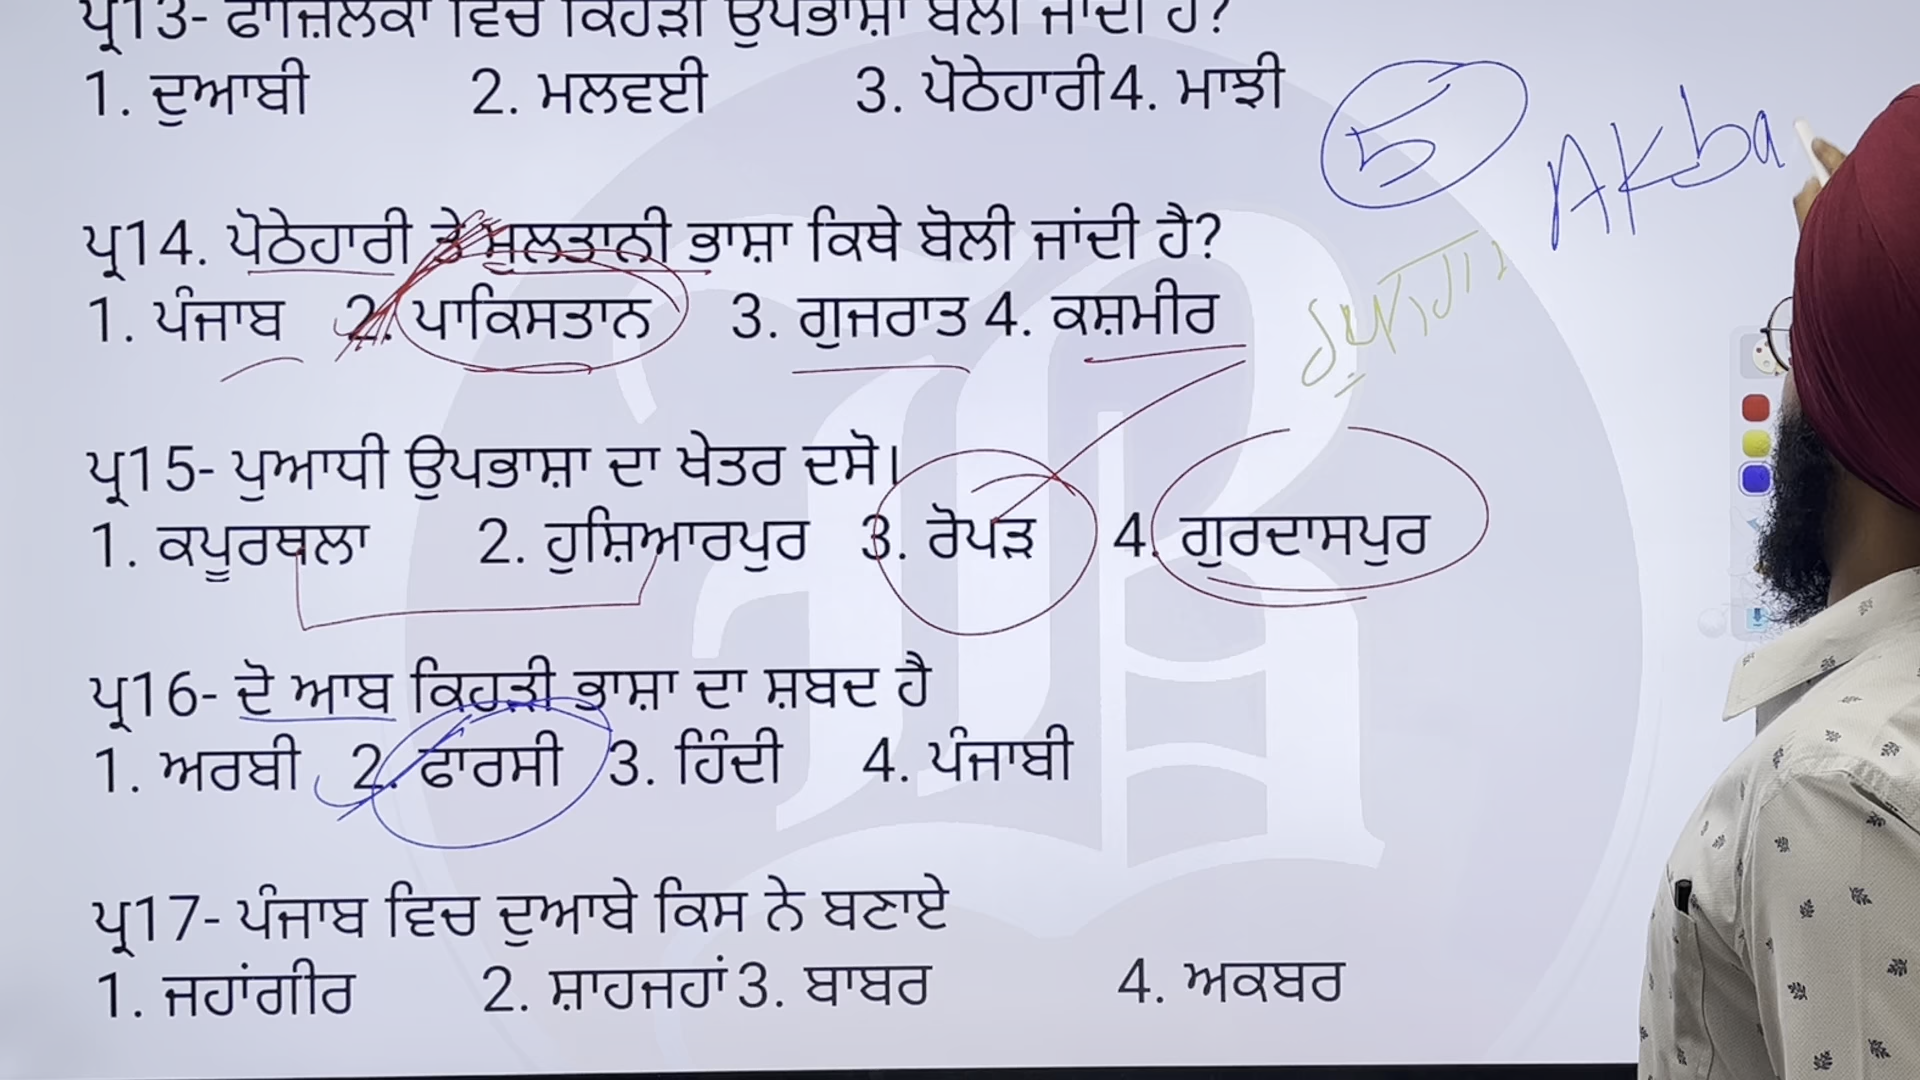 ਪ੍ਰ13- ਫਾਜ਼ਿਲਕਾ ਵਿਚ ਕਿਹੜੀ ਉਪਭਾਸ਼ਾ ਬੋਲੀ ਜਾਂਦੀ ਹੈ?
1. ਦੁਆਬੀ 2. ਮਲਵਈ 3. ਪੋਠੇਹਾਰੀ 4. ਮਾਝੀ
5 Akba
ਪ੍ਰ14. ਪੋਠੇਹਾਰੀ ਤੇ ਮੁਲਤਾਨੀ ਭਾਸ਼ਾ ਕਿਥੇ ਬੋਲੀ ਜਾਂਦੀ ਹੈ?
1. ਪੰਜਾਬ 2. ਪਾਕਿਸਤਾਨ 3. ਗੁਜਰਾਤ 4. ਕਸ਼ਮੀਰ
ਪ੍ਰ15- ਪੁਆਧੀ ਉਪਭਾਸ਼ਾ ਦਾ ਖੇਤਰ ਦਸੋ।
1. ਕਪੂਰਥਲਾ 2. ਹੁਸ਼ਿਆਰਪੁਰ 3. ਰੋਪੜ 4. ਗੁਰਦਾਸਪੁਰ
ਪ੍ਰ16- ਦੋ ਆਬ ਕਿਹੜੀ ਭਾਸ਼ਾ ਦਾ ਸ਼ਬਦ ਹੈ
1. ਅਰਬੀ 2. ਫਾਰਸੀ 3. ਹਿੰਦੀ 4. ਪੰਜਾਬੀ
ਪ੍ਰ17- ਪੰਜਾਬ ਵਿਚ ਦੁਆਬੇ ਕਿਸ ਨੇ ਬਣਾਏ
1. ਜਹਾਂਗੀਰ 2. ਸ਼ਾਹਜਹਾਂ 3. ਬਾਬਰ 4. ਅਕਬਰ